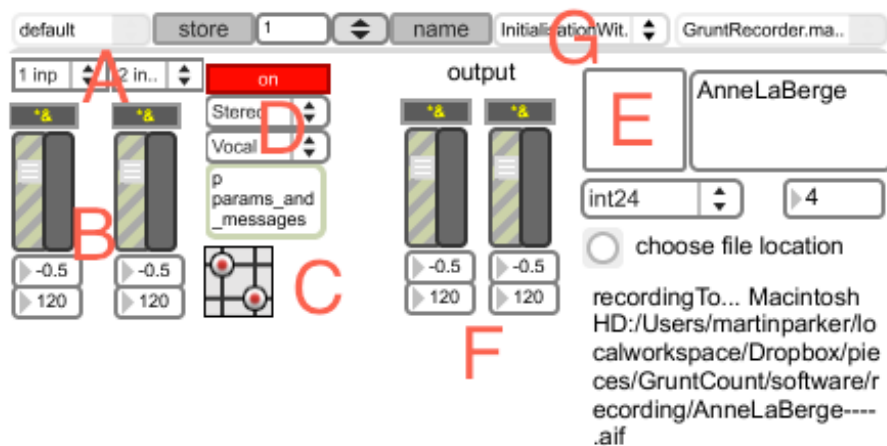 default store 1 name InitialisationWit. G GruntRecorder.ma..
A
1 inp 2 in.. on output
*& *& Stereo D *& *& E AnneLaBerge
Vocal
p
params_and
_messages
B
int24 4
-0.5 -0.5 C -0.5 -0.5 choose file location
120 120 120 120
F
recordingTo... Macintosh
HD:/Users/martinparker/lo
calworkspace/Dropbox/pie
ces/GruntCount/software/r
ecording/AnneLaBerge----
.aif